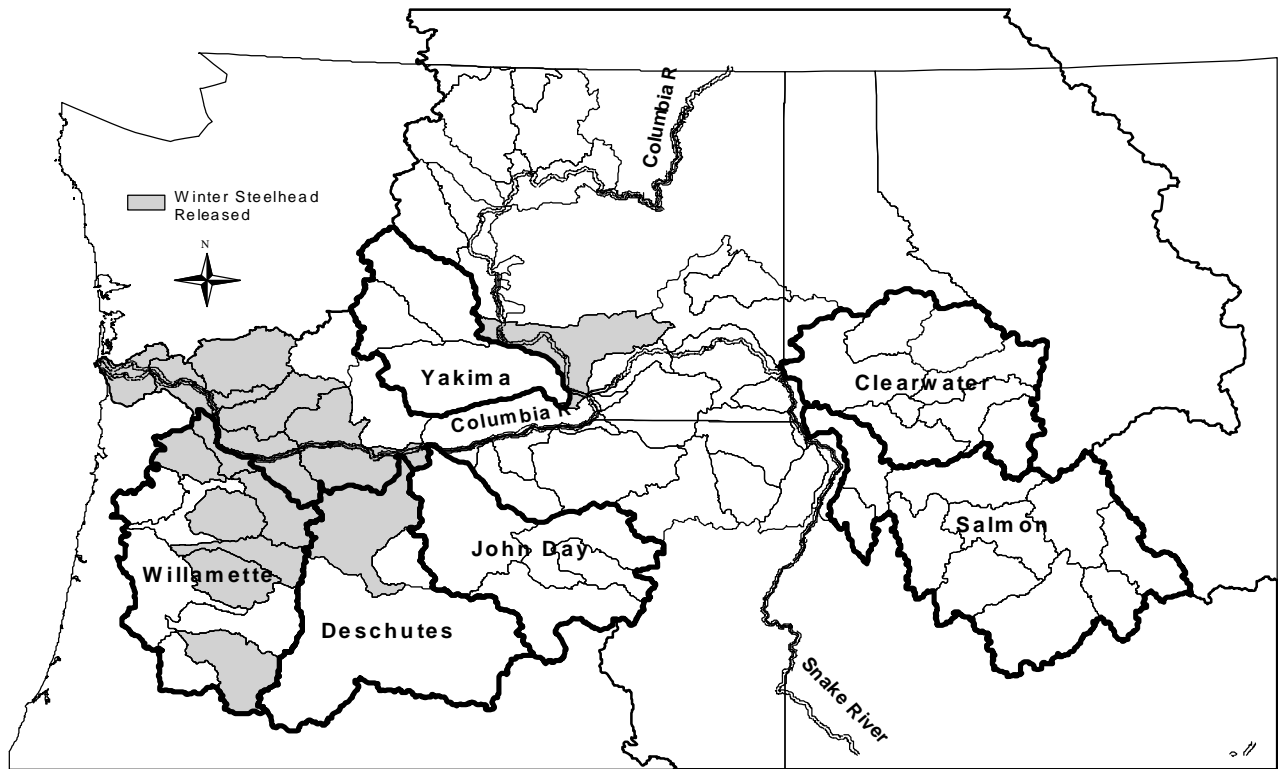 Columbia R
Winter Steelhead
Released
N
Yakima
Clearwater
Columbia R.
Salmon
John Day
Willamette
Deschutes
Snake River